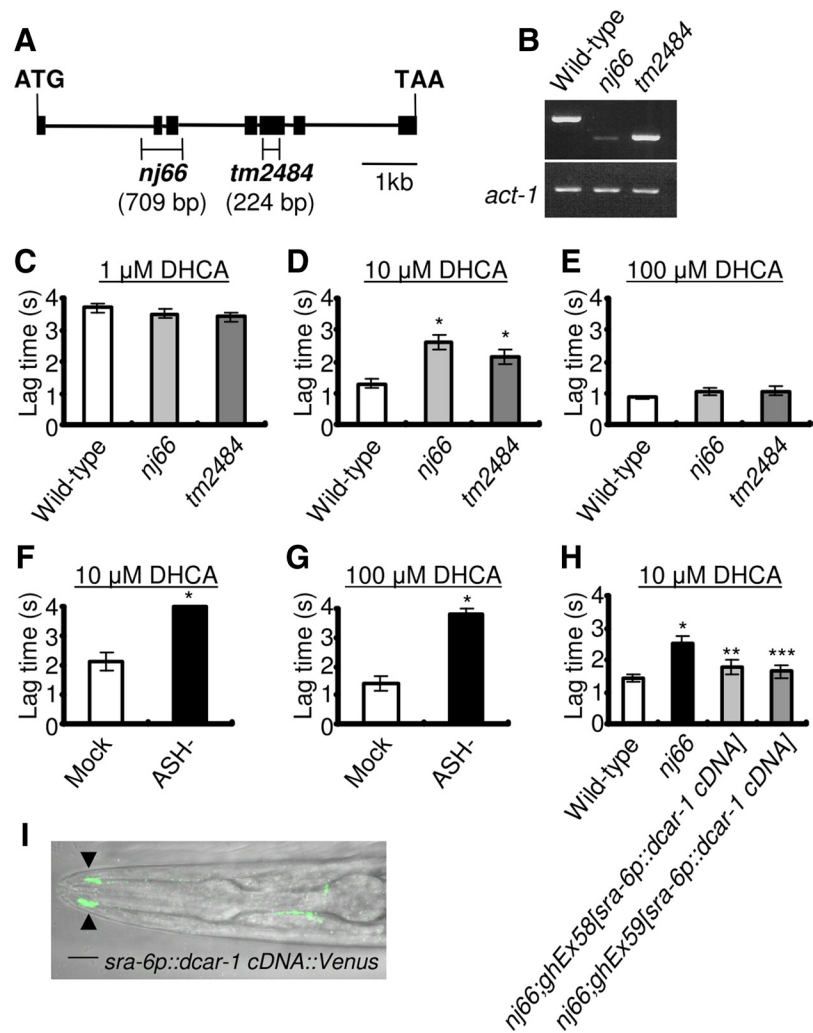 A
ATG
TAA
nj66
(709 bp)
tm2484
(224 bp)
1kb
B
Wild-type
nj66
tm2484
act-1
C
1 µM DHCA
Lag time (s)
4
3
2
1
0
Wild-type
nj66
tm2484
D
10 µM DHCA
Lag time (s)
4
3
2
1
0
*
*
Wild-type
nj66
tm2484
E
100 µM DHCA
Lag time (s)
4
3
2
1
0
Wild-type
nj66
tm2484
F
10 µM DHCA
Lag time (s)
4
3
2
1
0
*
Mock
ASH-
G
100 µM DHCA
Lag time (s)
4
3
2
1
0
*
Mock
ASH-
H
10 µM DHCA
Lag time (s)
4
3
2
1
0
*
**
***
Wild-type
nj66
nj66;ghEx58[sra-6p::dcar-1 cDNA]
nj66;ghEx59[sra-6p::dcar-1 cDNA]
I
sra-6p::dcar-1 cDNA::Venus